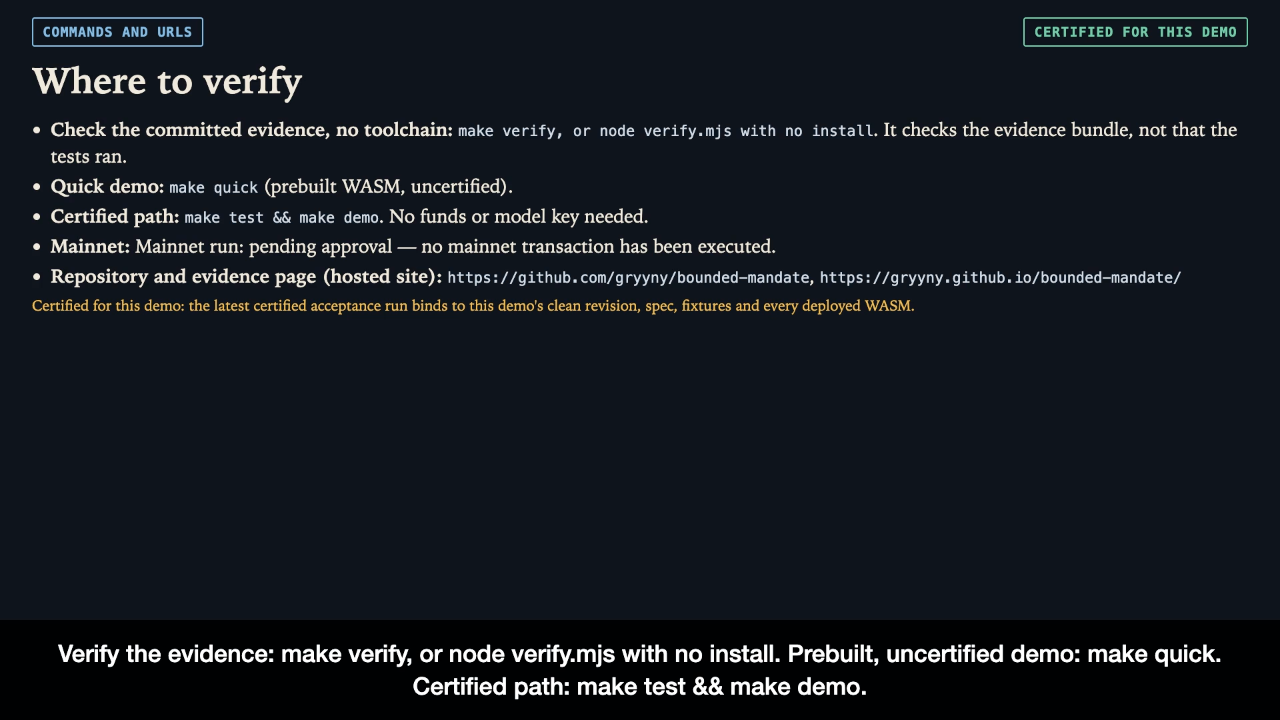 COMMANDS AND URLS
CERTIFIED FOR THIS DEMO
Where to verify
• Check the committed evidence, no toolchain: make verify, or node verify.mjs with no install. It checks the evidence bundle, not that the
tests ran.
• Quick demo: make quick (prebuilt WASM, uncertified).
• Certified path: make test && make demo. No funds or model key needed.
• Mainnet: Mainnet run: pending approval — no mainnet transaction has been executed.
• Repository and evidence page (hosted site): https://github.com/gryyny/bounded-mandate, https://gryyny.github.io/bounded-mandate/
Certified for this demo: the latest certified acceptance run binds to this demo's clean revision, spec, fixtures and every deployed WASM.
Verify the evidence: make verify, or node verify.mjs with no install. Prebuilt, uncertified demo: make quick.
Certified path: make test && make demo.